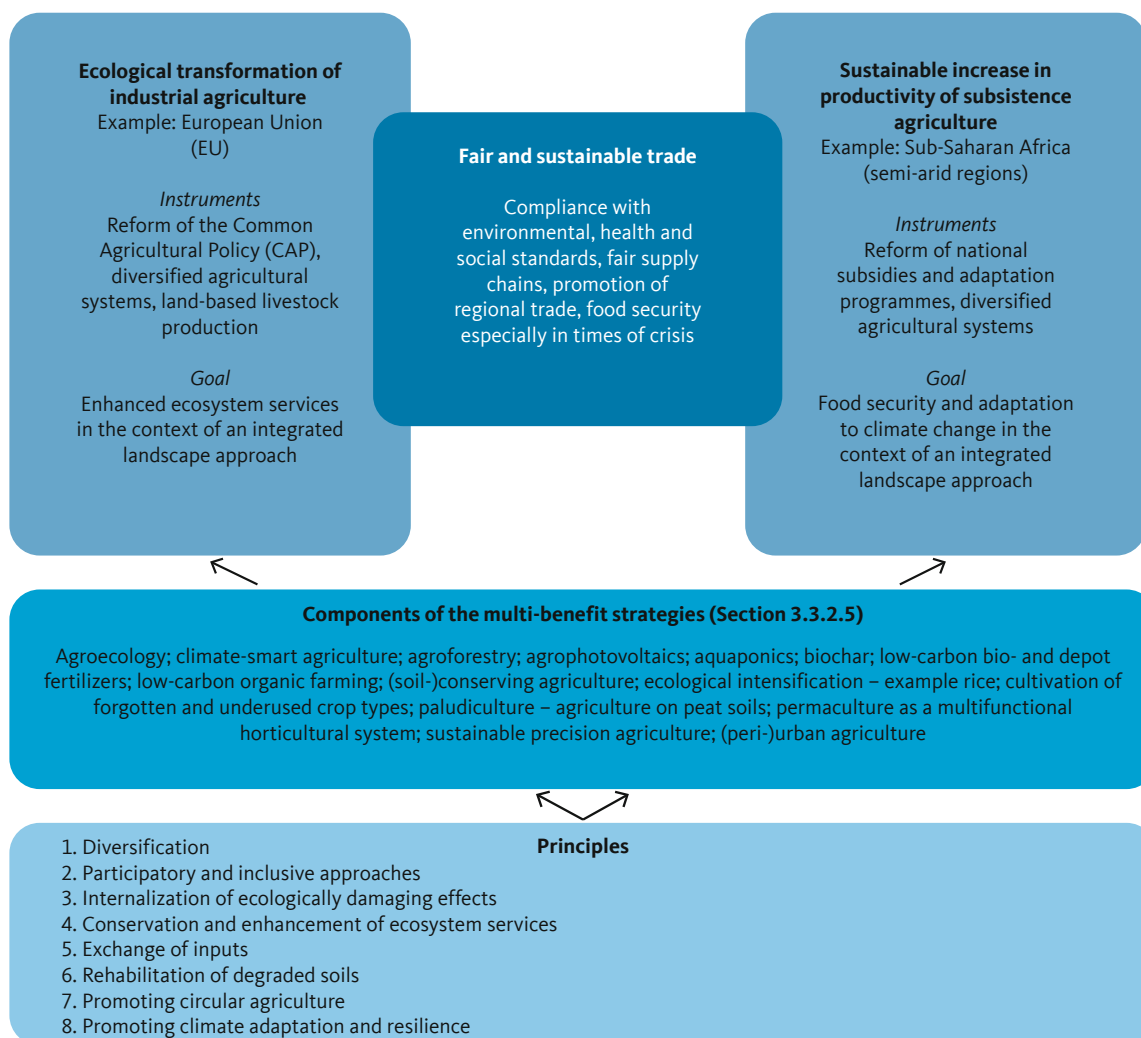 Ecological transformation of
industrial agriculture
Example: European Union
(EU)
Instruments
Reform of the Common
Agricultural Policy (CAP),
diversified agricultural
systems, land-based livestock
production
Goal
Enhanced ecosystem services
in the context of an integrated
landscape approach
Fair and sustainable trade
Compliance with
environmental, health and
social standards, fair supply
chains, promotion of
regional trade, food security
especially in times of crisis
Sustainable increase in
productivity of subsistence
agriculture
Example: Sub-Saharan Africa
(semi-arid regions)
Instruments
Reform of national
subsidies and adaptation
programmes, diversified
agricultural systems
Goal
Food security and adaptation
to climate change in the
context of an integrated
landscape approach
Components of the multi-benefit strategies (Section 3.3.2.5)
Agroecology; climate-smart agriculture; agroforestry; agrophotovoltaics; aquaponics; biochar; low-carbon bio- and depot
fertilizers; low-carbon organic farming; (soil-)conserving agriculture; ecological intensification – example rice; cultivation of
forgotten and underused crop types; paludiculture – agriculture on peat soils; permaculture as a multifunctional
horticultural system; sustainable precision agriculture; (peri-)urban agriculture
Principles
1. Diversification
2. Participatory and inclusive approaches
3. Internalization of ecologically damaging effects
4. Conservation and enhancement of ecosystem services
5. Exchange of inputs
6. Rehabilitation of degraded soils
7. Promoting circular agriculture
8. Promoting climate adaptation and resilience